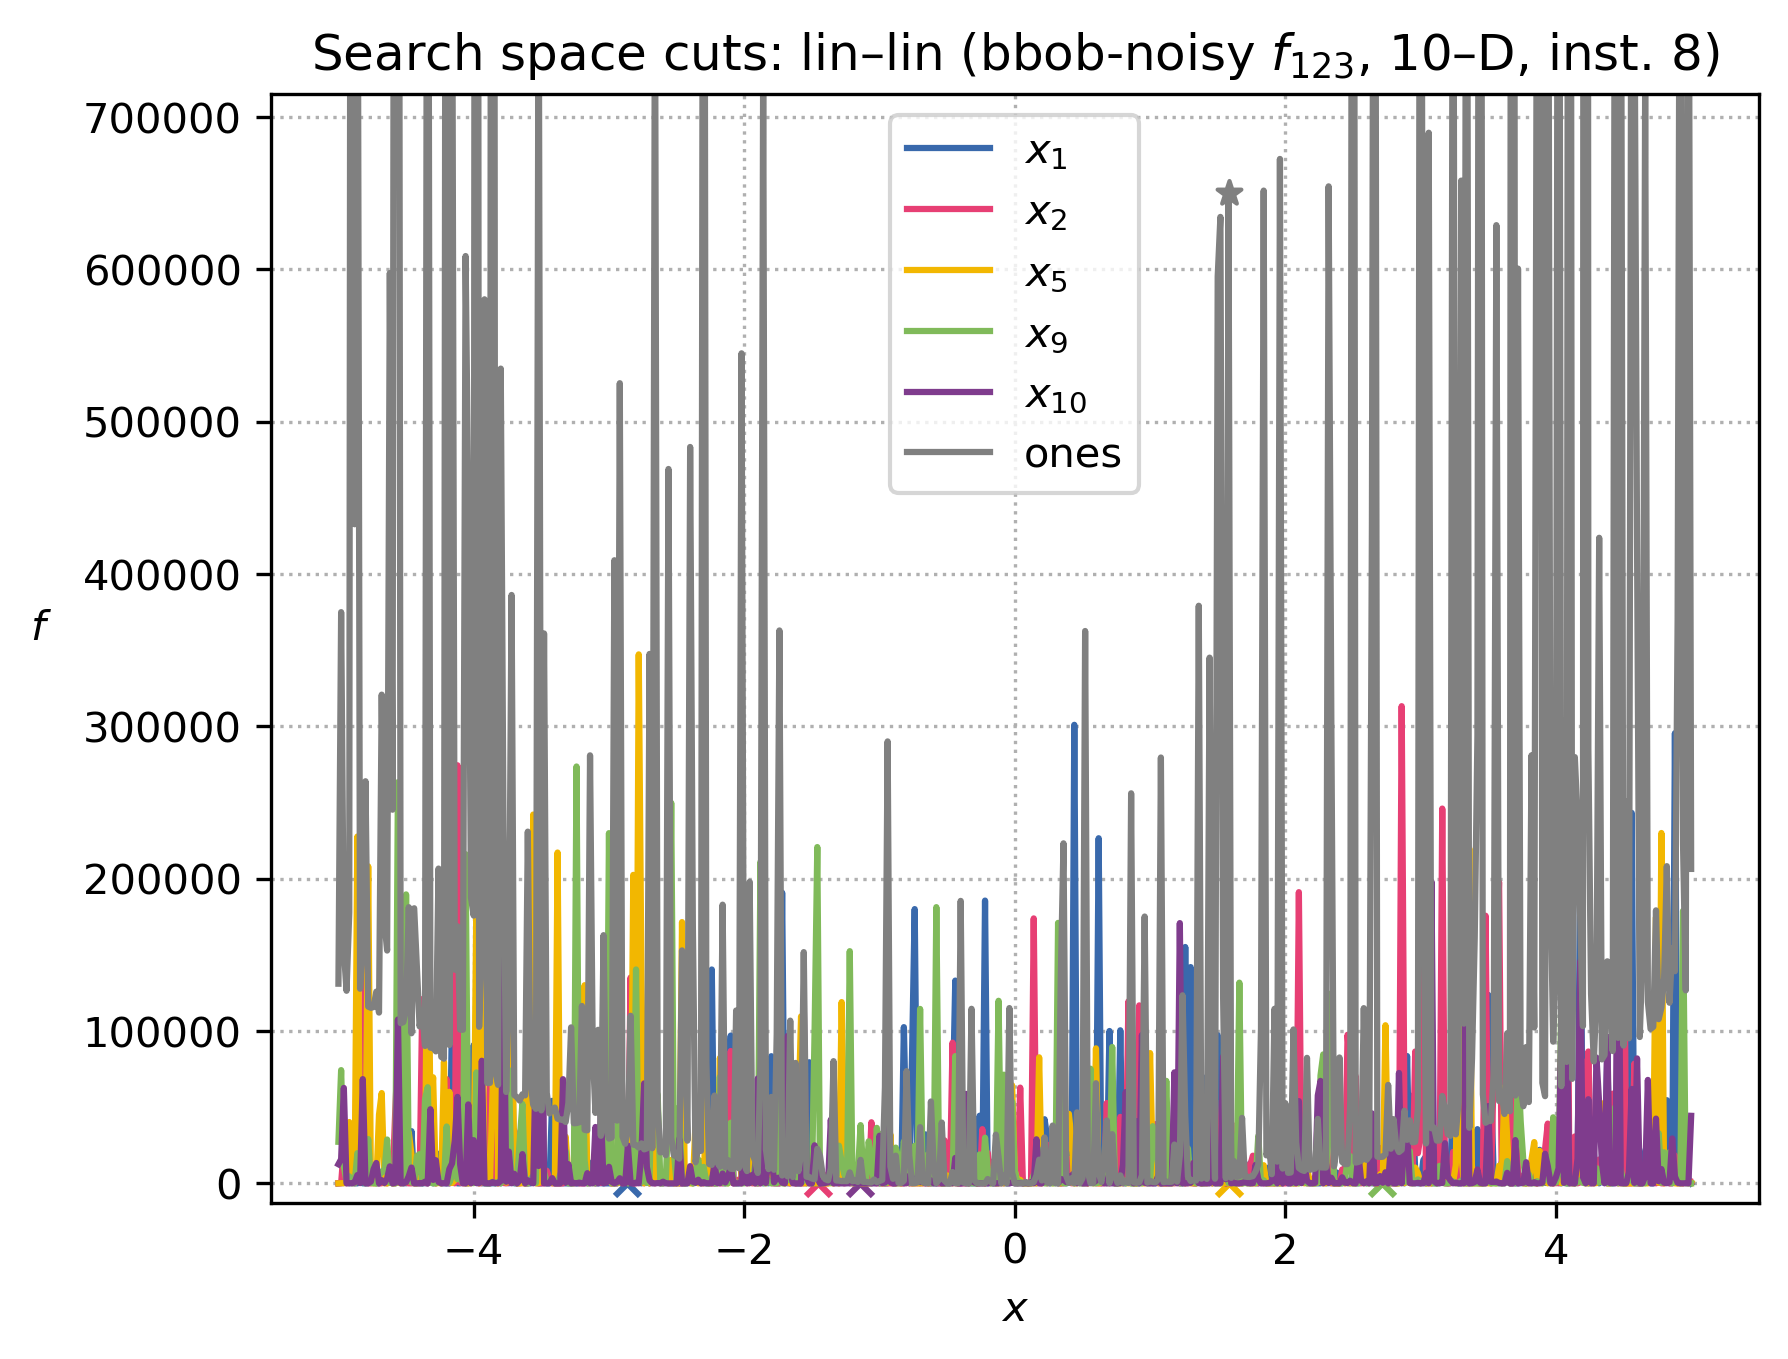 Search space cuts: lin–lin (bbob-noisy f₁₂₃, 10–D, inst. 8)
700000
600000
500000
400000
300000
200000
100000
0
f
x₁
x₂
x₅
x₉
x₁₀
ones
−4 −2 0 2 4
x